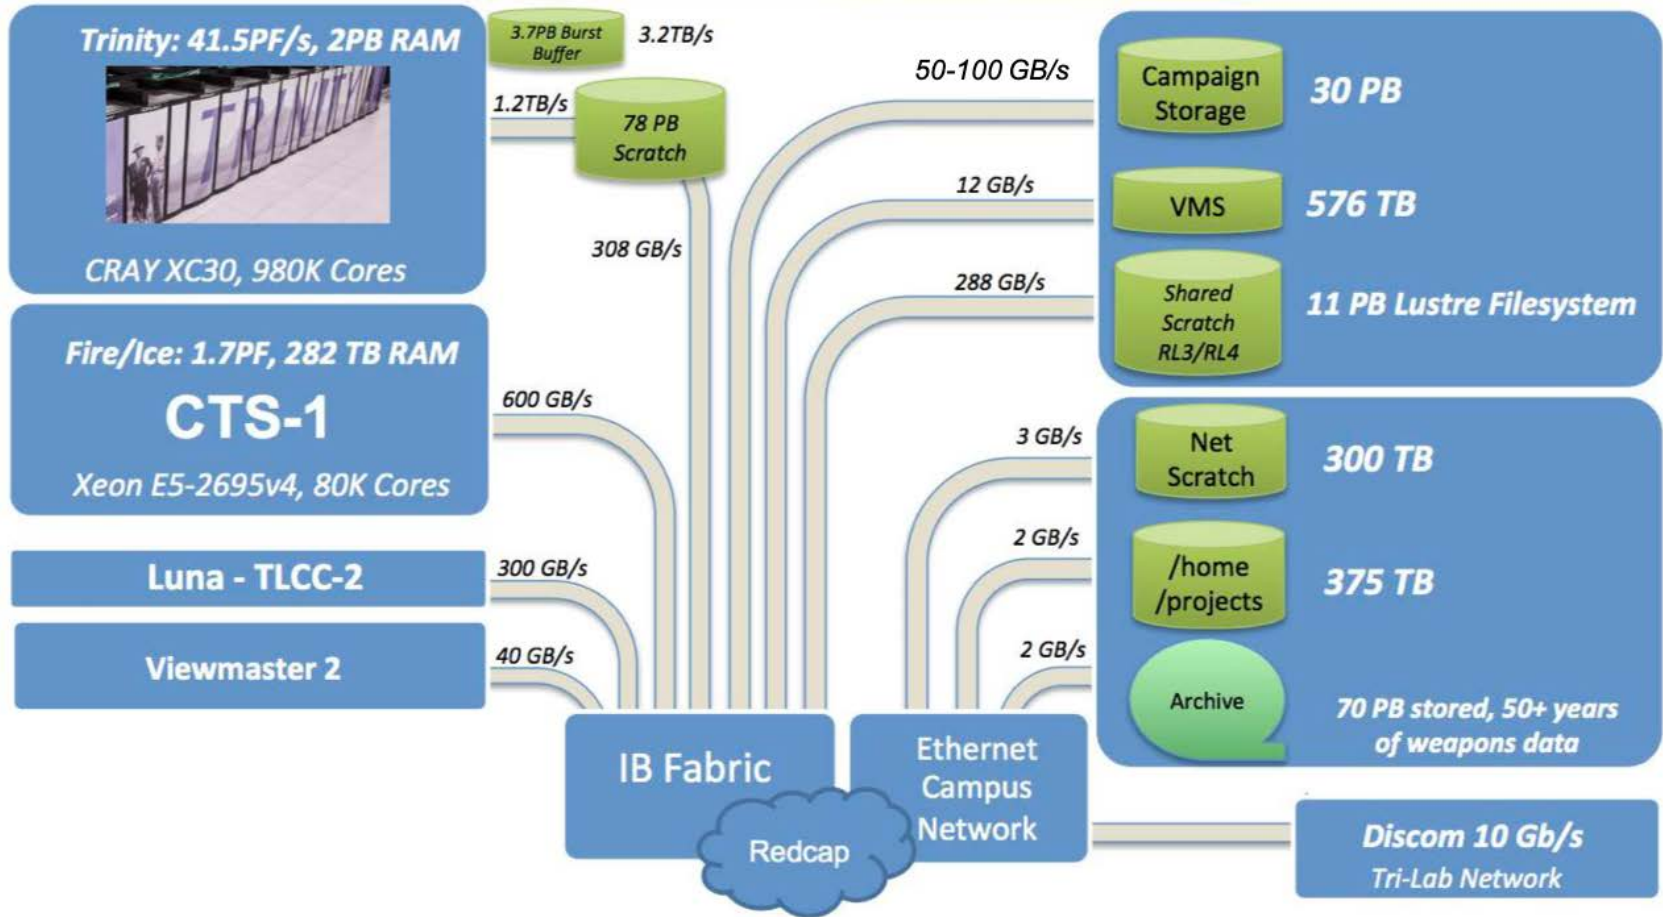 Trinity: 41.5PF/s, 2PB RAM
TRINITY
CRAY XC30, 980K Cores
3.7PB Burst
Buffer
3.2TB/s
1.2TB/s
78 PB
Scratch
308 GB/s
Fire/Ice: 1.7PF, 282 TB RAM
CTS-1
Xeon E5-2695v4, 80K Cores
600 GB/s
Luna - TLCC-2
300 GB/s
Viewmaster 2
40 GB/s
50-100 GB/s
Campaign
Storage
30 PB
12 GB/s
VMS
576 TB
288 GB/s
Shared
Scratch
RL3/RL4
11 PB Lustre Filesystem
3 GB/s
Net
Scratch
300 TB
2 GB/s
/home
/projects
375 TB
2 GB/s
Archive
70 PB stored, 50+ years
of weapons data
IB Fabric
Ethernet
Campus
Network
Redcap
Discom 10 Gb/s
Tri-Lab Network